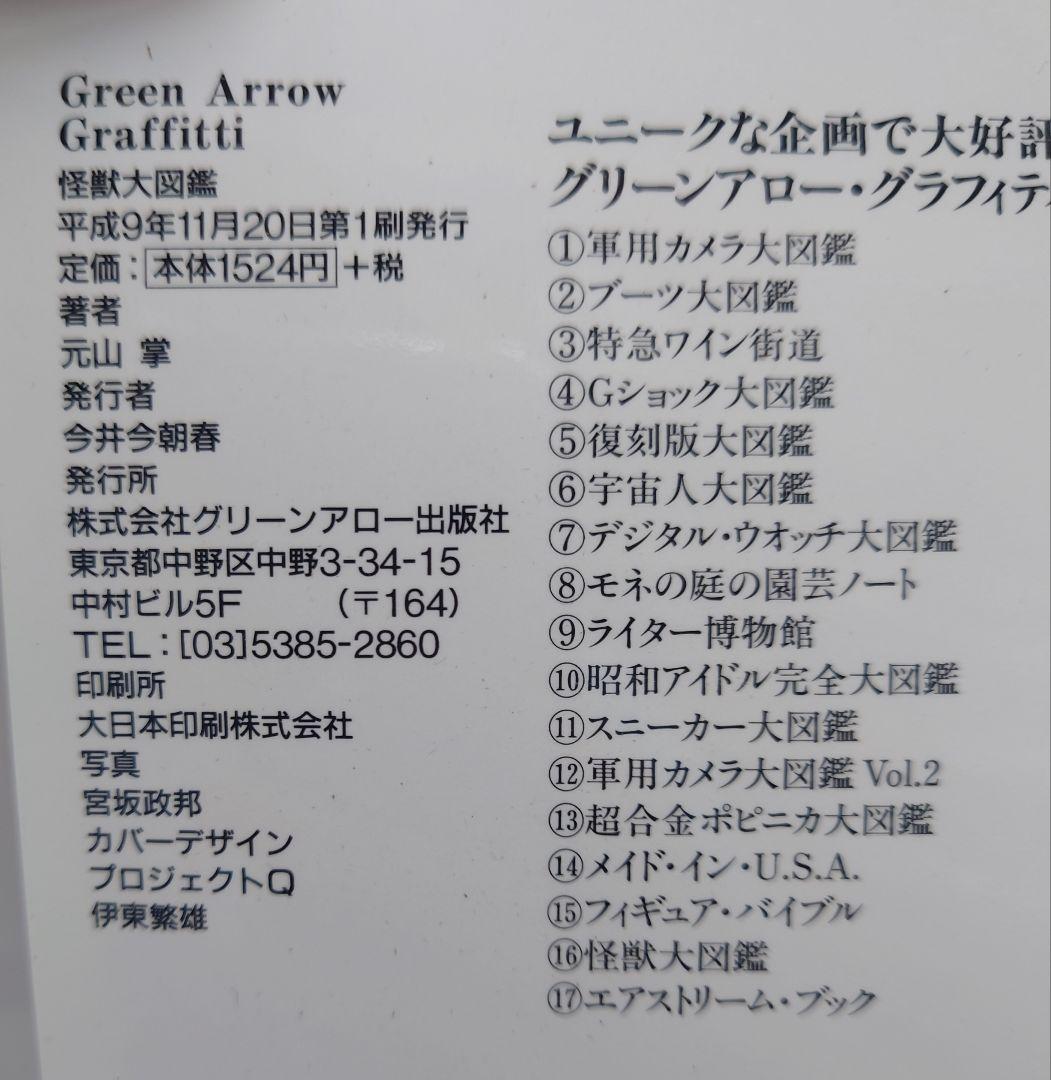 Green Arrow
Graffitti
怪獣大図鑑
平成9年11月20日第1刷発行
定価：本体1524円＋税
著者
元山 掌
発行者
今井今朝春
発行所
株式会社グリーンアロー出版社
東京都中野区中野3-34-15
中村ビル5F （〒164）
TEL：[03]5385-2860
印刷所
大日本印刷株式会社
写真
宮坂政邦
カバーデザイン
プロジェクトQ
伊東繁雄
ユニークな企画で大好評
グリーンアロー・グラフィテ
①軍用カメラ大図鑑
②ブーツ大図鑑
③特急ワイン街道
④Gショック大図鑑
⑤復刻版大図鑑
⑥宇宙人大図鑑
⑦デジタル・ウオッチ大図鑑
⑧モネの庭の園芸ノート
⑨ライター博物館
⑩昭和アイドル完全大図鑑
⑪スニーカー大図鑑
⑫軍用カメラ大図鑑 Vol.2
⑬超合金ポピニカ大図鑑
⑭メイド・イン・U.S.A.
⑮フィギュア・バイブル
⑯怪獣大図鑑
⑰エアストリーム・ブック